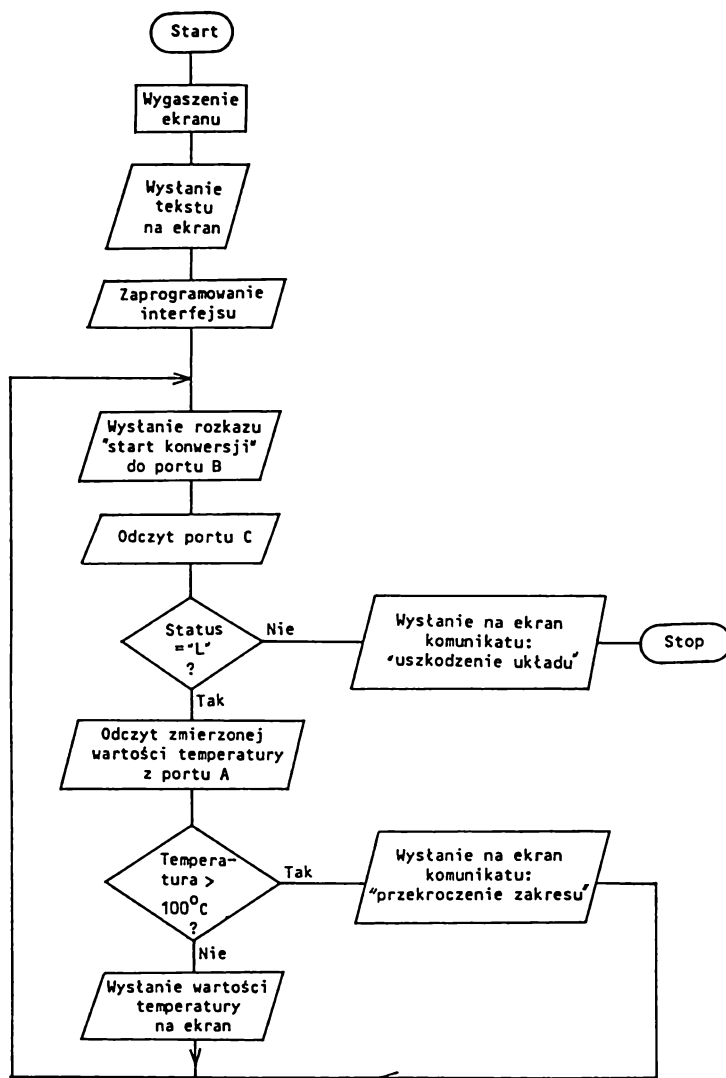 Start
Wygaszenie
ekranu
Wysłanie
tekstu
na ekran
Zaprogramowanie
interfejsu
Wysłanie rozkazu
"start konwersji"
do portu B
Odczyt portu C
Status
="L"
?
Nie
Wysłanie na ekran
komunikatu:
"uszkodzenie układu"
Stop
Tak
Odczyt zmierzonej
wartości temperatury
z portu A
Tempera-
tura >
100°C
?
Tak
Wysłanie na ekran
komunikatu:
"przekroczenie zakresu"
Nie
Wysłanie wartości
temperatury
na ekran